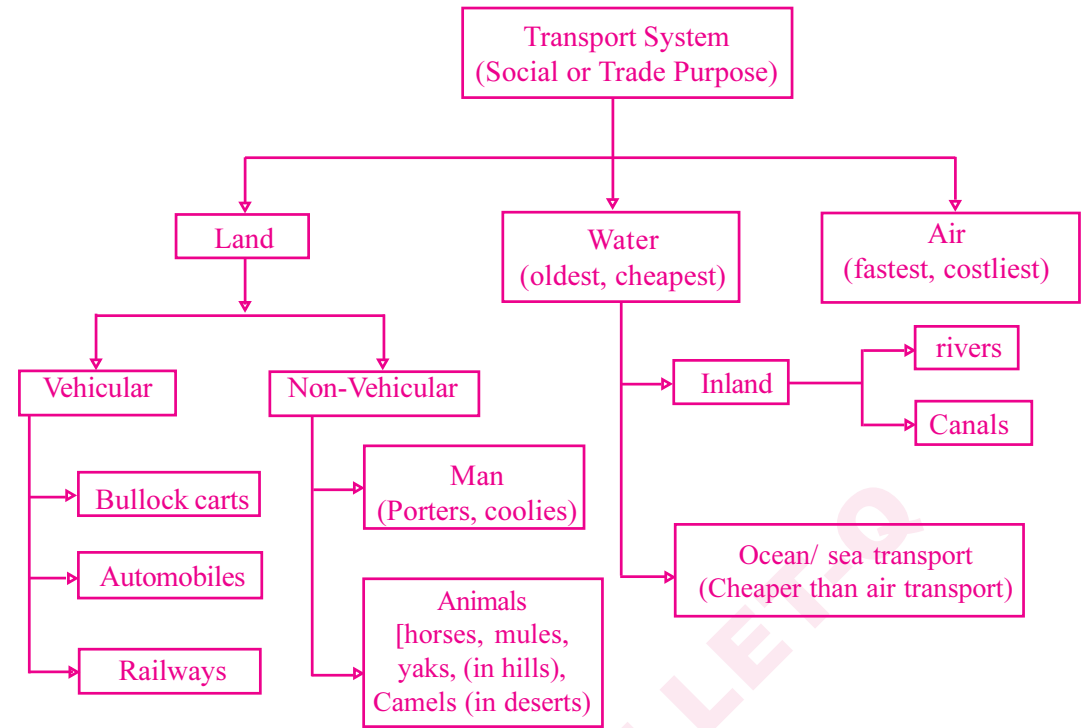 Transport System
(Social or Trade Purpose)
Land
Water
(oldest, cheapest)
Air
(fastest, costliest)
Vehicular
Non-Vehicular
Inland
rivers
Canals
Bullock carts
Automobiles
Railways
Man
(Porters, coolies)
Animals
[horses, mules,
yaks, (in hills),
Camels (in deserts)
Ocean/ sea transport
(Cheaper than air transport)